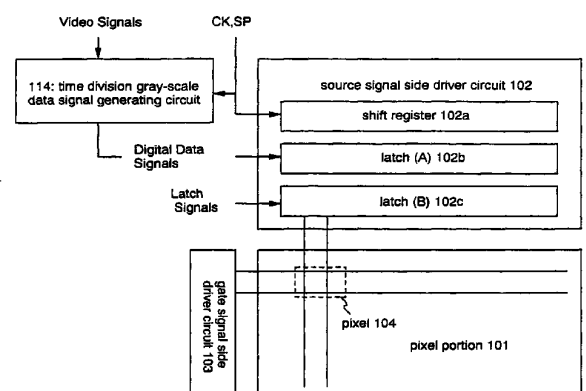 Video Signals
CK,SP
114: time division gray-scale
data signal generating circuit
source signal side driver circuit 102
shift register 102a
Digital Data
Signals
latch (A) 102b
Latch
Signals
latch (B) 102c
gate signal side
driver circuit 103
pixel 104
pixel portion 101